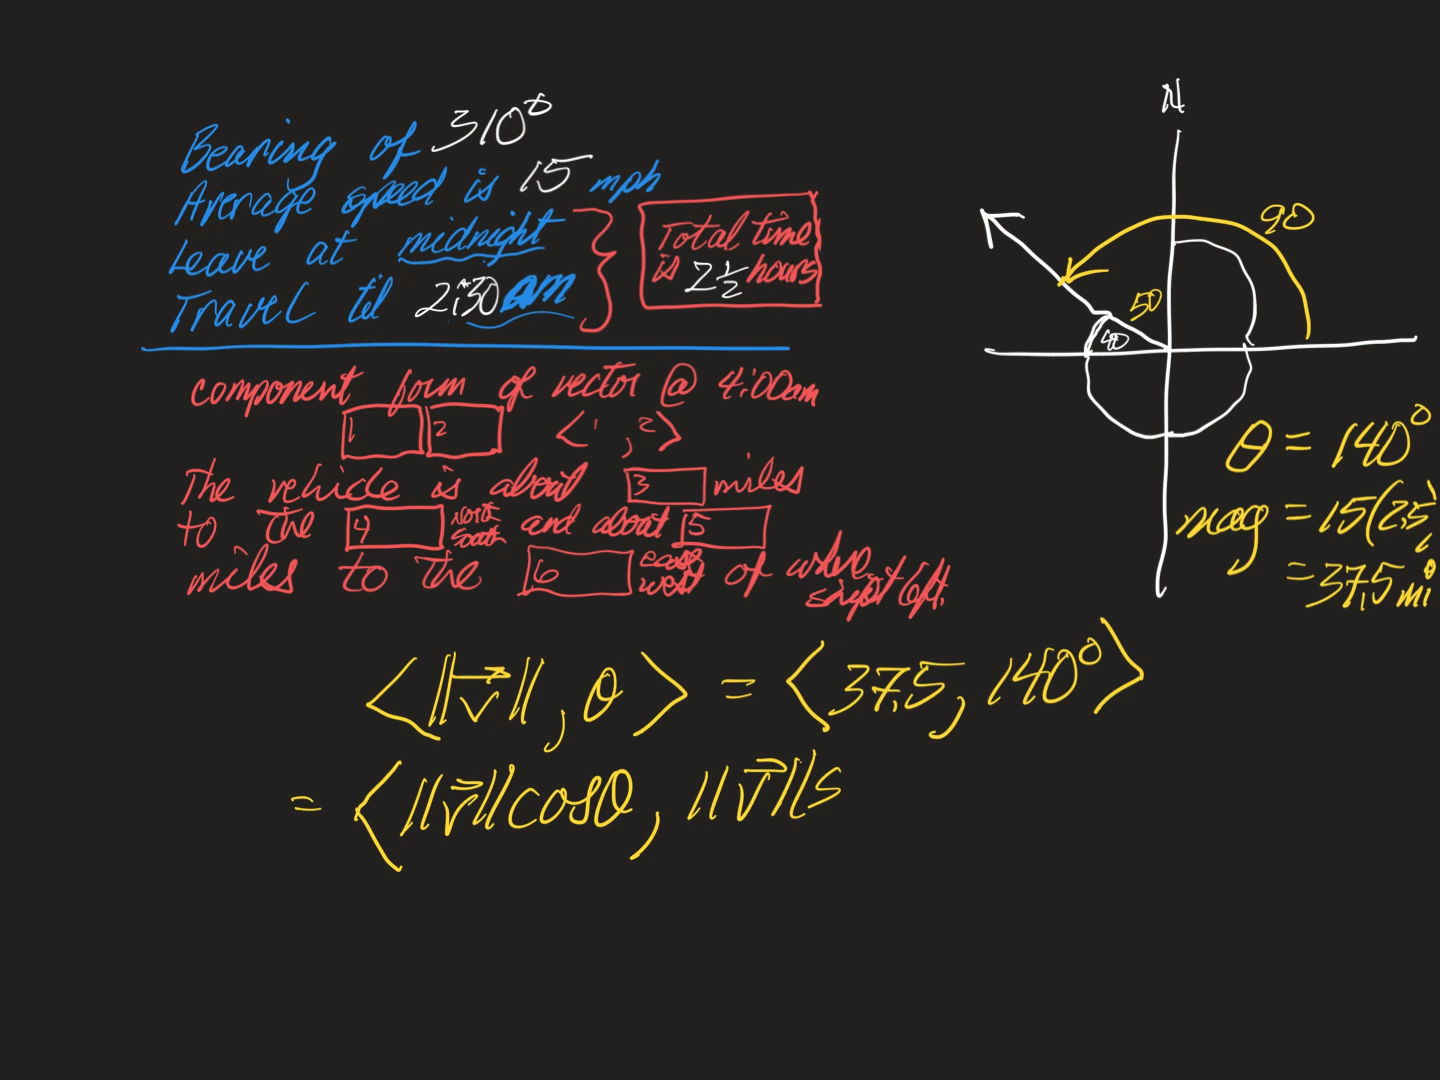 Bearing of 310°
Average speed is 15 mph
Leave at midnight
Travel til 2:30 am
Total time
is 2 1/2 hours
component form of vector @ 4:00am
1 2 <1, 2>
The vehicle is about 3 miles
to the 4 north south and about 5
miles to the 6 east west of where
ship left.
N
90
50
40
θ = 140°
mag = 15(2.5)
= 37.5 mi
<||v⃗||, θ> = <37.5, 140°>
= <||v⃗||cosθ, ||v⃗||s